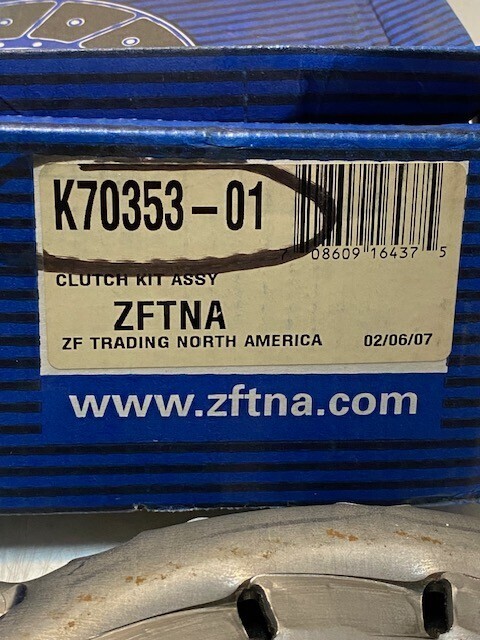 K70353-01
7 08609 16437 5
CLUTCH KIT ASSY
ZFTNA
ZF TRADING NORTH AMERICA 02/06/07
www.zftna.com